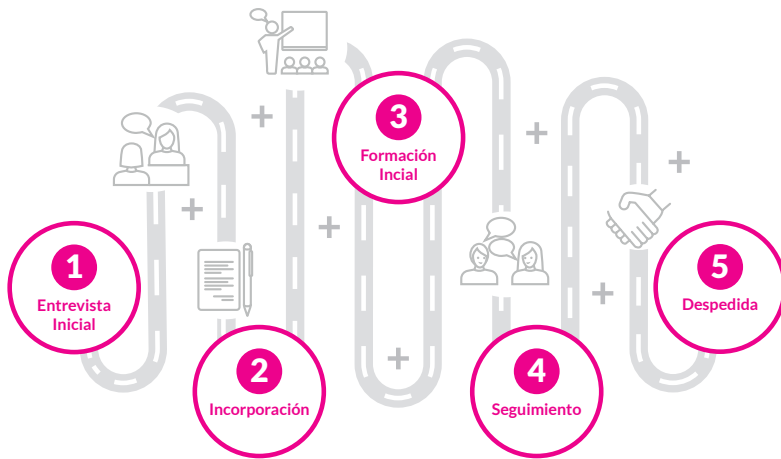 1
Entrevista
Inicial
2
Incorporación
3
Formación
Incial
4
Seguimiento
5
Despedida